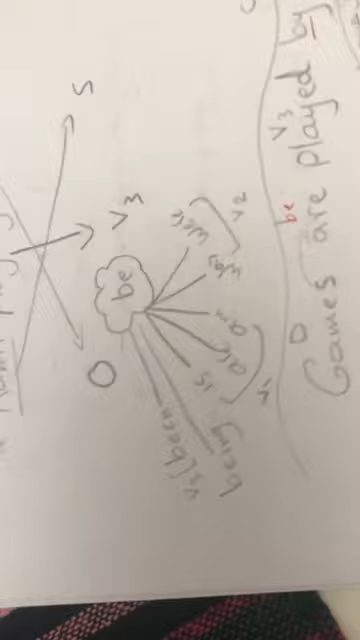 S
V3
O
be
were
was
V2
am
are
is
V1
being
V3(been
O be V3
Games are played by